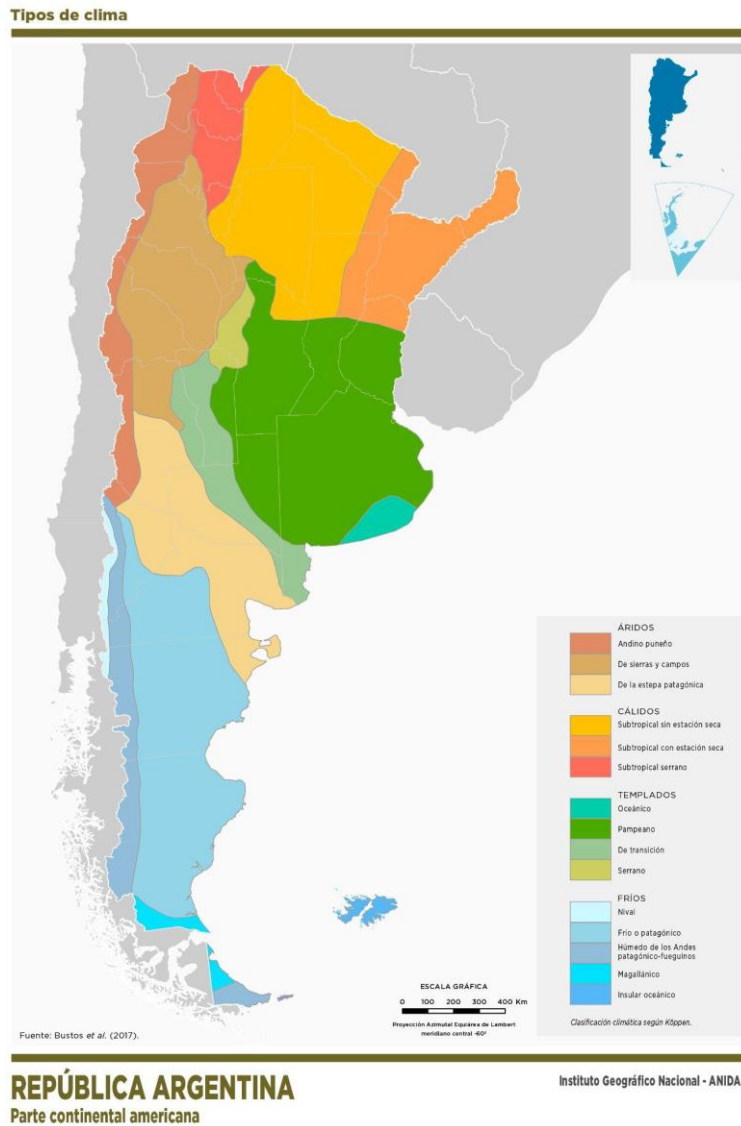 Tipos de clima
ÁRIDOS
Andino puneño
De sierras y campos
De la estepa patagónica
CÁLIDOS
Subtropical sin estación seca
Subtropical con estación seca
Subtropical serrano
TEMPLADOS
Oceánico
Pampeano
De transición
Serrano
FRÍOS
Nival
Frío o patagónico
Húmedo de los Andes
patagónico-fueguinos
Magallánico
Insular oceánico
Clasificación climática según Köppen.
ESCALA GRÁFICA
0 100 200 300 400 Km
Proyección Azimutal Equiárea de Lambert
meridiano central -60°
Fuente: Bustos et al. (2017).
REPÚBLICA ARGENTINA
Parte continental americana
Instituto Geográfico Nacional - ANIDA